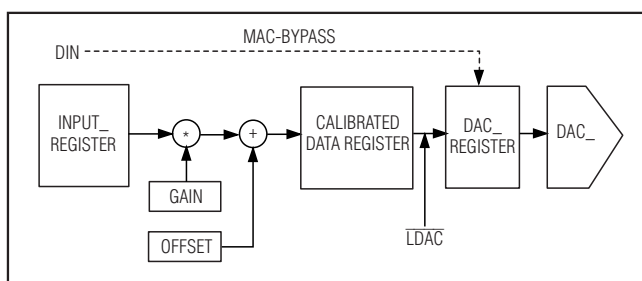 MAC-BYPASS
DIN
INPUT_
REGISTER
*
+
CALIBRATED
DATA REGISTER
DAC_
REGISTER
DAC_
GAIN
OFFSET
LDAC